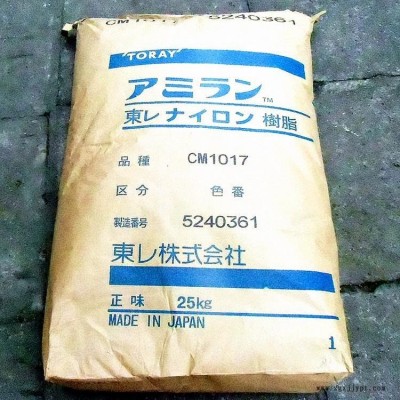 CM1017 5240361
TORAY
アミラン™
東レナイロン 樹脂
品種 CM1017
区分 色番
製造番号 5240361
東レ株式会社
正味 25kg
MADE IN JAPAN
1